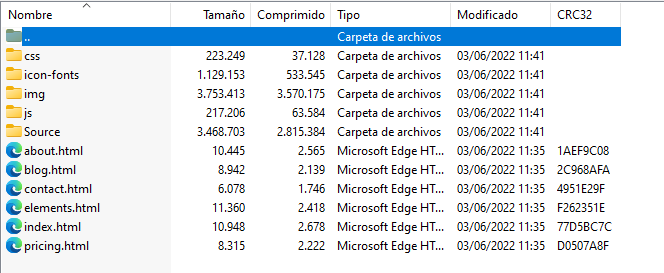 Nombre Tamaño Comprimido Tipo Modificado CRC32
.. Carpeta de archivos
css 223.249 37.128 Carpeta de archivos 03/06/2022 11:41
icon-fonts 1.129.153 533.545 Carpeta de archivos 03/06/2022 11:41
img 3.753.413 3.570.175 Carpeta de archivos 03/06/2022 11:41
js 217.206 63.584 Carpeta de archivos 03/06/2022 11:41
Source 3.468.703 2.815.384 Carpeta de archivos 03/06/2022 11:41
about.html 10.445 2.565 Microsoft Edge HT... 03/06/2022 11:35 1AEF9C08
blog.html 8.942 2.139 Microsoft Edge HT... 03/06/2022 11:35 2C968AFA
contact.html 6.078 1.746 Microsoft Edge HT... 03/06/2022 11:35 4951E29F
elements.html 11.360 2.418 Microsoft Edge HT... 03/06/2022 11:35 F262351E
index.html 10.948 2.678 Microsoft Edge HT... 03/06/2022 11:35 77D5BC7C
pricing.html 8.315 2.222 Microsoft Edge HT... 03/06/2022 11:35 D0507A8F